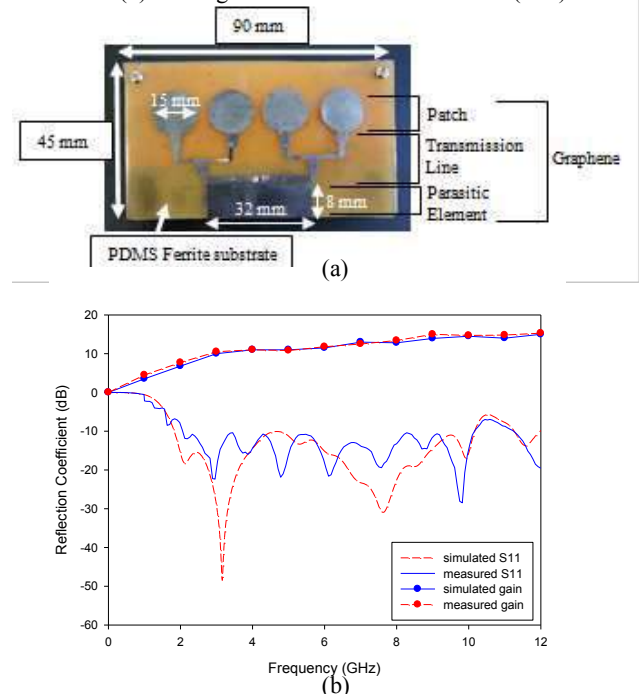 90 mm
15 mm
45 mm
32 mm
8 mm
Patch
Transmission
Line
Parasitic
Element
Graphene
PDMS Ferrite substrate
(a)
20
10
0
-10
-20
-30
-40
-50
-60
Reflection Coefficient (dB)
simulated S11
measured S11
simulated gain
measured gain
0 2 4 6 8 10 12
Frequency (GHz)
(b)